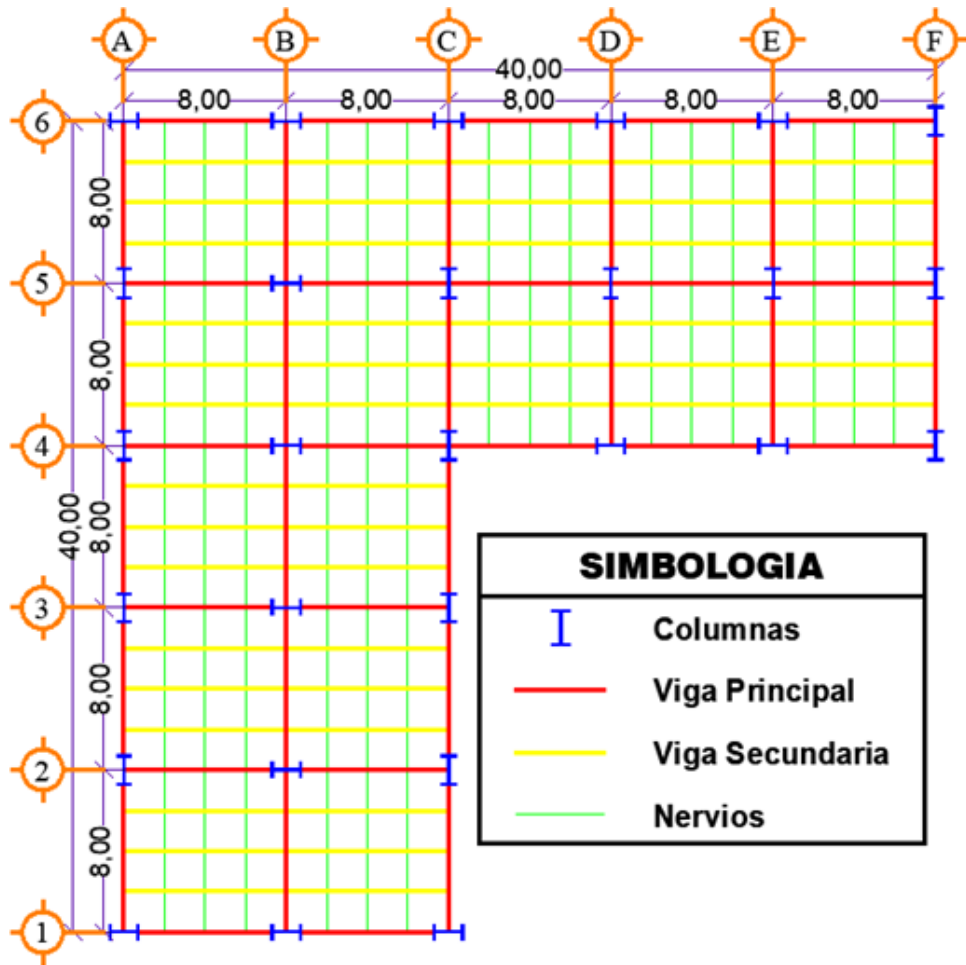 A B C D E F
40,00
8,00 8,00 8,00 8,00 8,00
6
8,00
5
8,00
4
40,00 8,00
3
8,00
2
8,00
1
SIMBOLOGIA
Columnas
Viga Principal
Viga Secundaria
Nervios